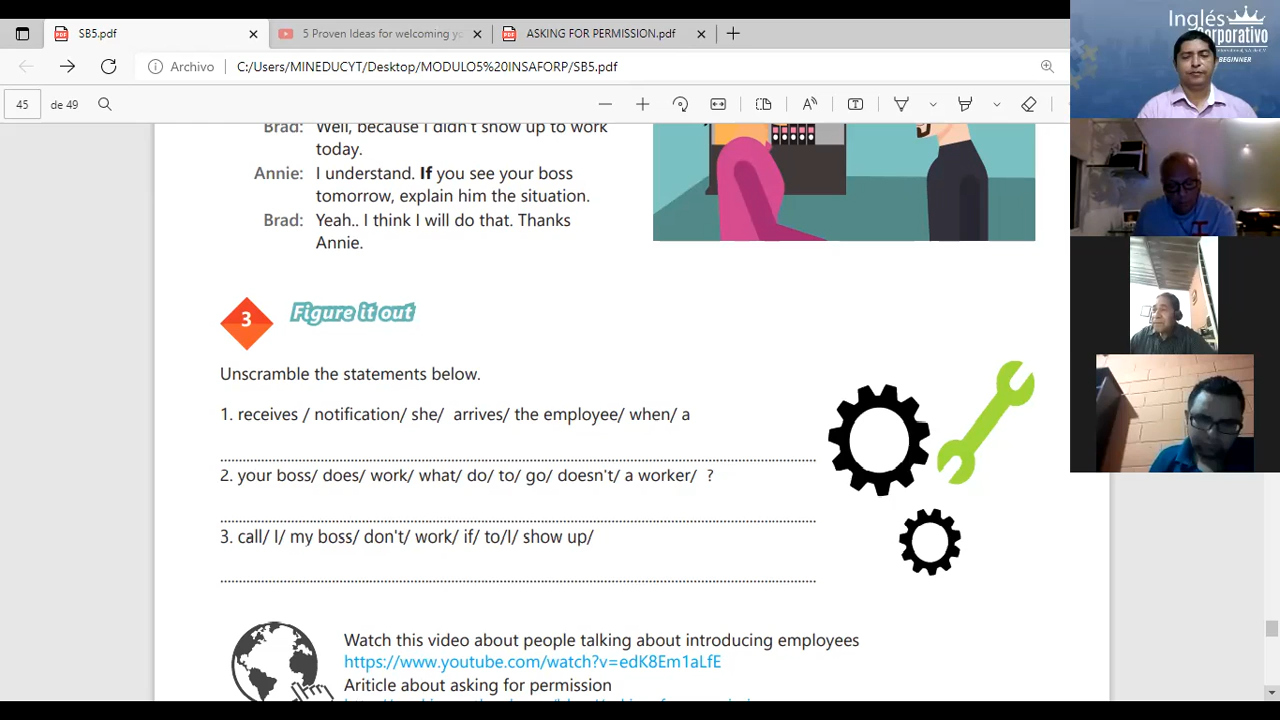 SB5.pdf
5 Proven Ideas for welcoming yo
ASKING FOR PERMISSION.pdf
Archivo
C:/Users/MINEDUCYT/Desktop/MODULO5%20INSAFORP/SB5.pdf
45
de 49
Inglés
Corporativo
BEGINNER
Brad: Well, because I didn't show up to work
today.
Annie: I understand. If you see your boss
tomorrow, explain him the situation.
Brad: Yeah.. I think I will do that. Thanks
Annie.
3
Figure it out
Unscramble the statements below.
1. receives / notification/ she/ arrives/ the employee/ when/ a
2. your boss/ does/ work/ what/ do/ to/ go/ doesn't/ a worker/ ?
3. call/ I/ my boss/ don't/ work/ if/ to/I/ show up/
Watch this video about people talking about introducing employees
https://www.youtube.com/watch?v=edK8Em1aLfE
Ariticle about asking for permission